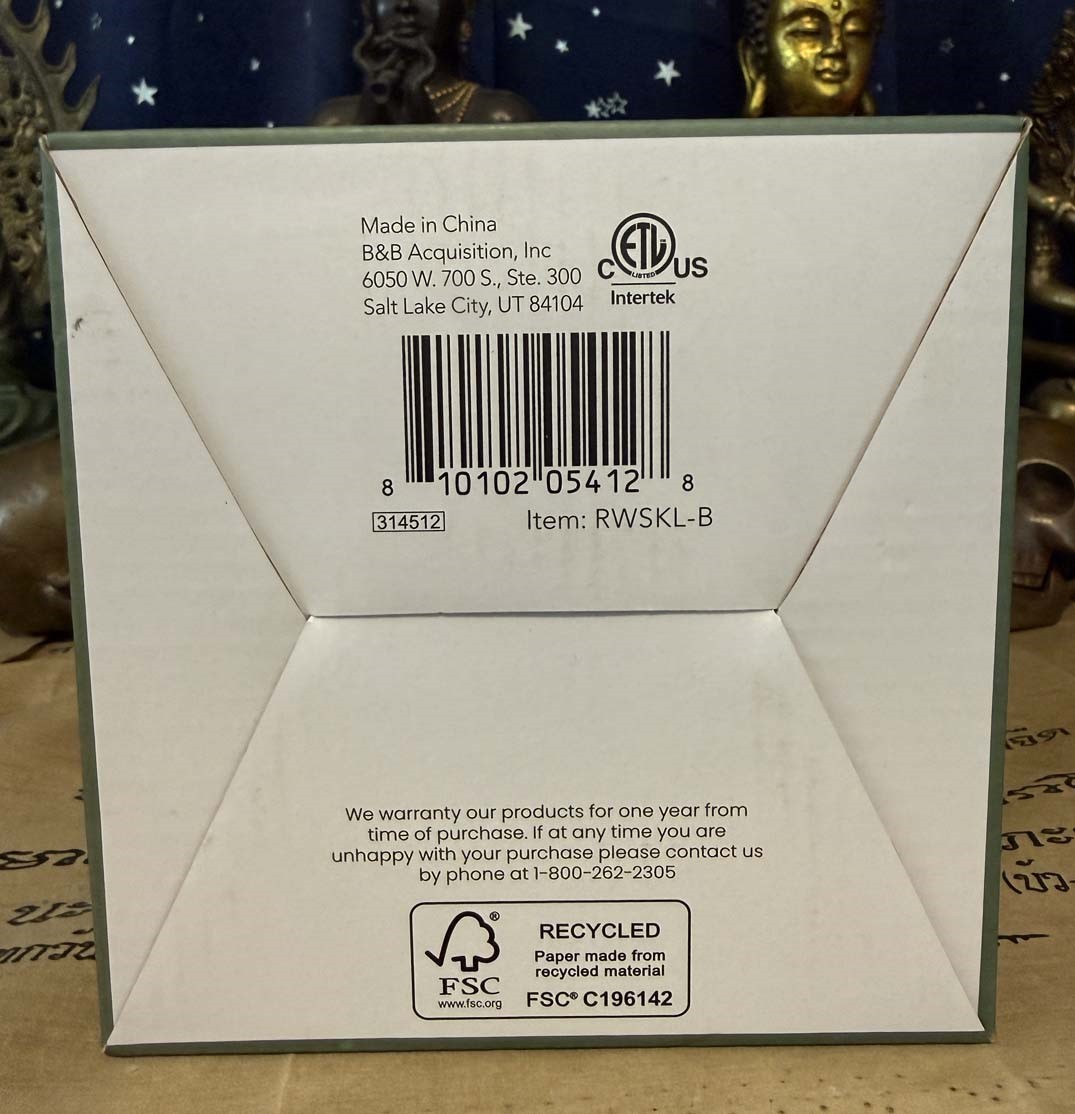 Made in China
B&B Acquisition, Inc
6050 W. 700 S., Ste. 300
Salt Lake City, UT 84104
ETL
LISTED
C US
Intertek
8 10102 05412 8
314512
Item: RWSKL-B
We warranty our products for one year from
time of purchase. If at any time you are
unhappy with your purchase please contact us
by phone at 1-800-262-2305
®
FSC
www.fsc.org
RECYCLED
Paper made from
recycled material
FSC® C196142